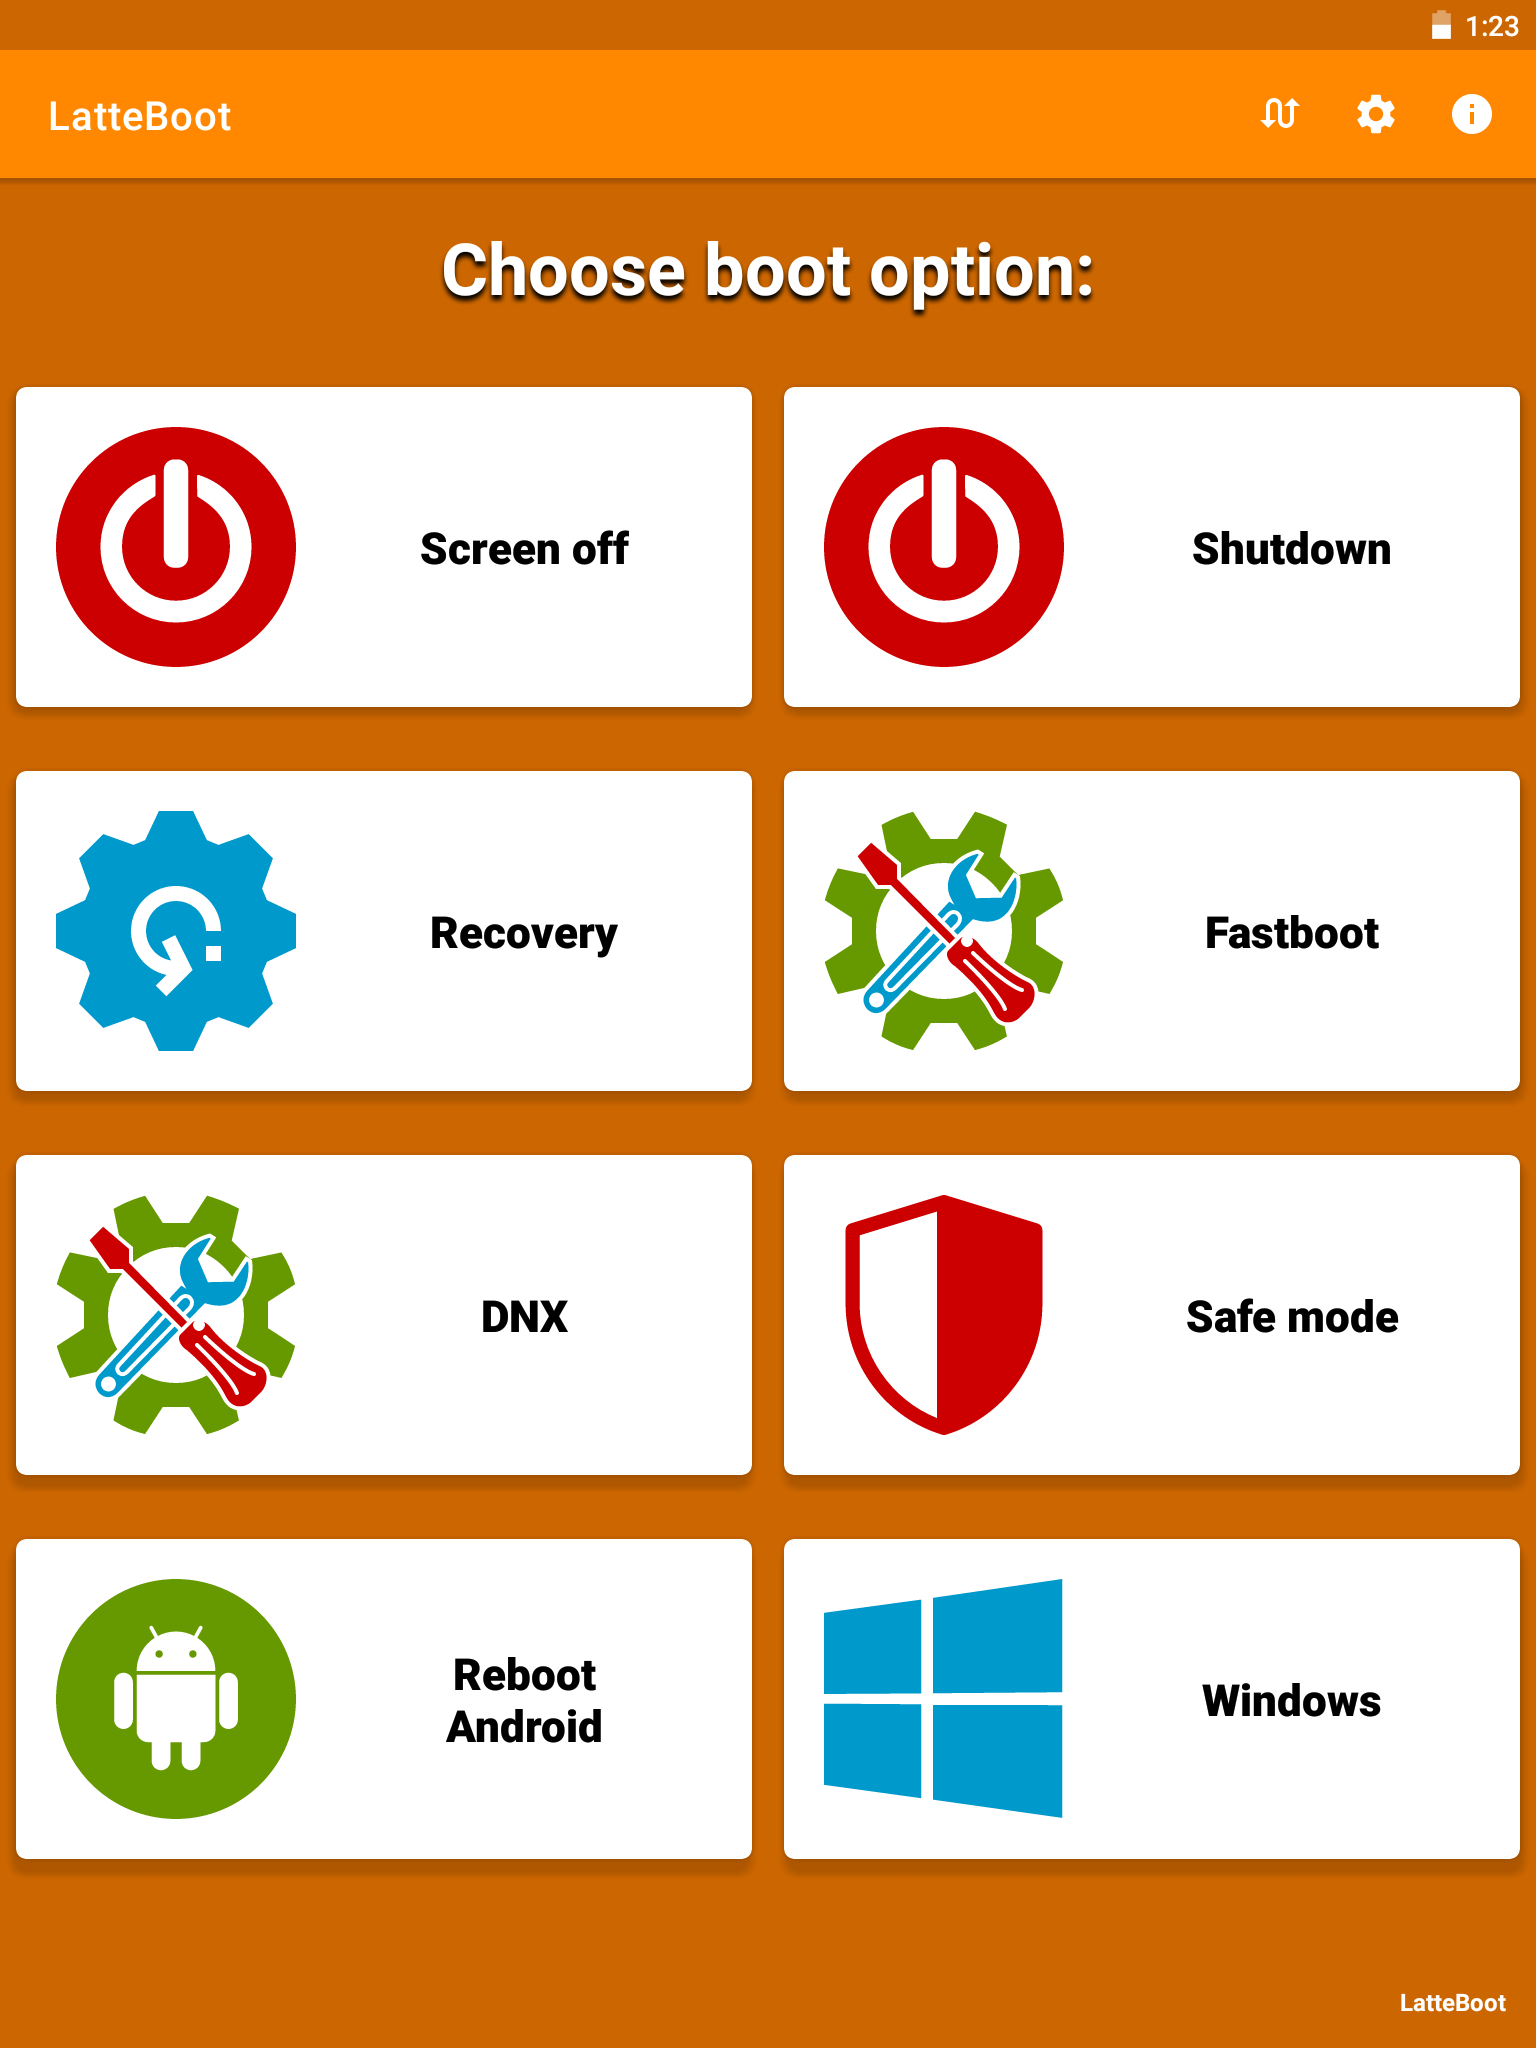 1:23
LatteBoot
Choose boot option:
Screen off
Shutdown
Recovery
Fastboot
DNX
Safe mode
Reboot
Android
Windows
LatteBoot